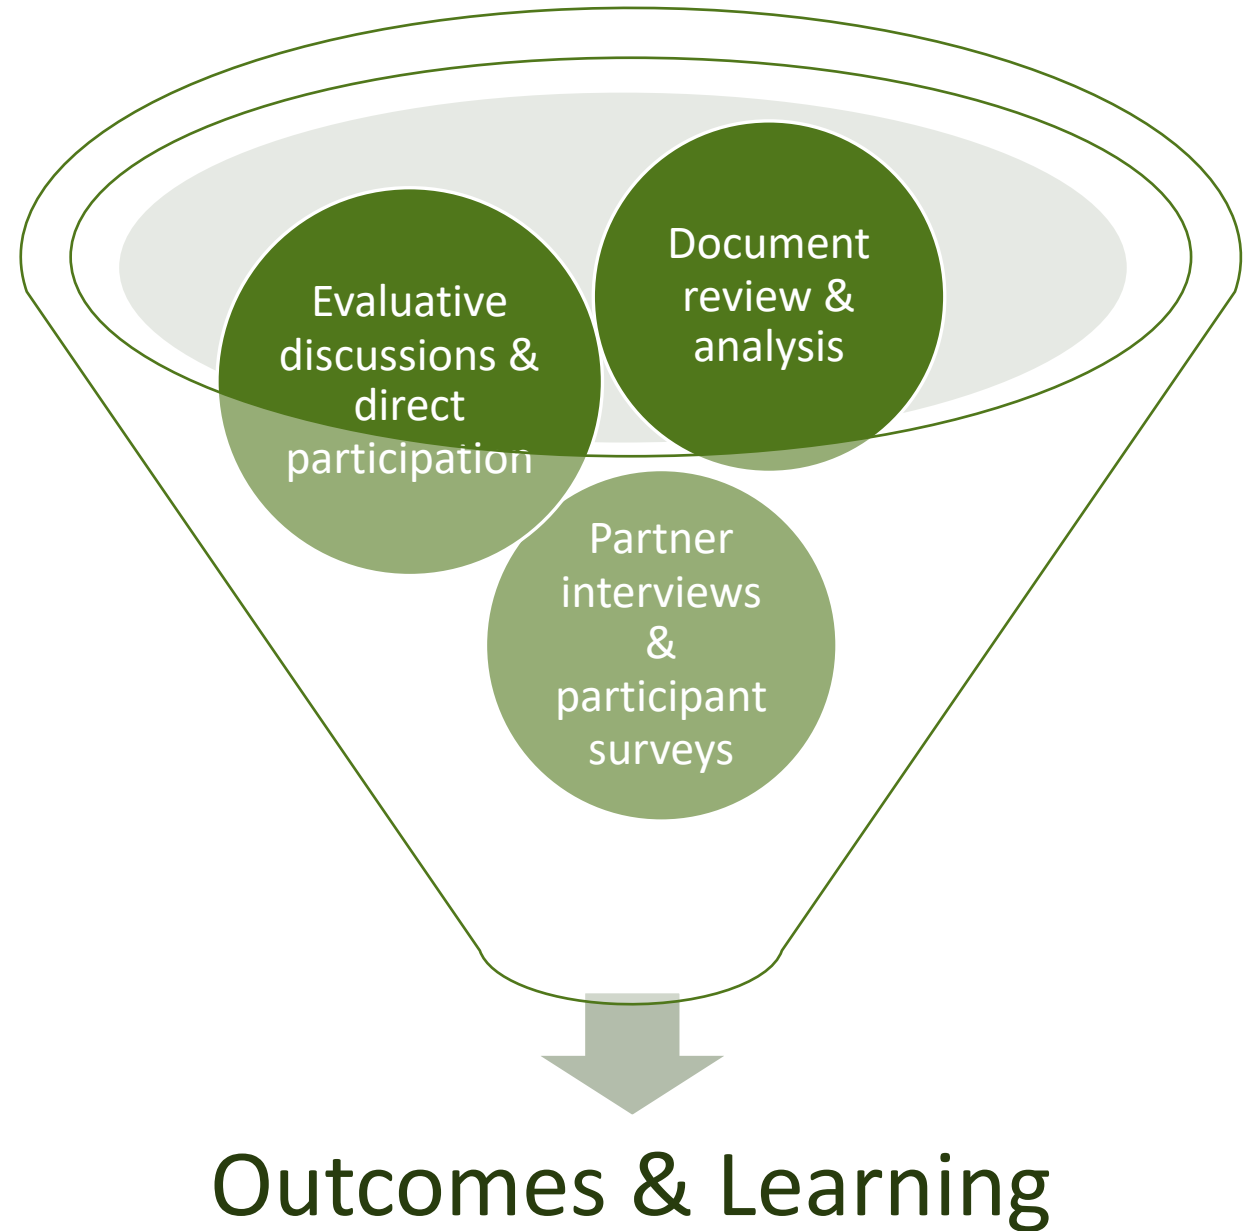 Document
review &
analysis
Evaluative
discussions &
direct
participation
Partner
interviews
&
participant
surveys
Outcomes & Learning